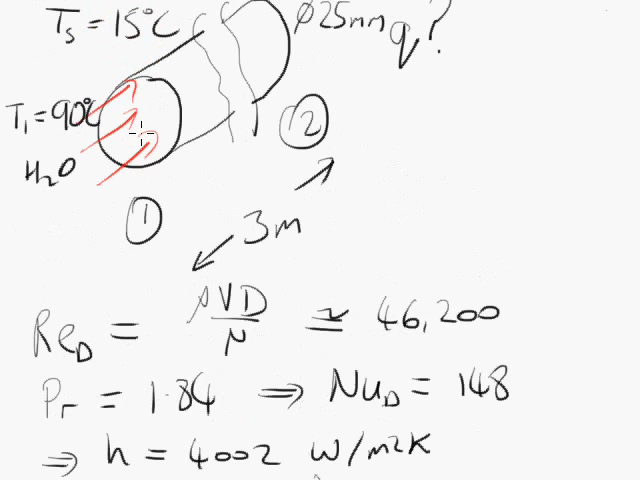 Ts = 15°C
ø25mm q?
T1 = 90°C
H2O
2
1
3m
ReD = ρVD/μ ≃ 46,200
Pr = 1.84 ⇒ NuD = 148
⇒ h = 4002 W/m2K